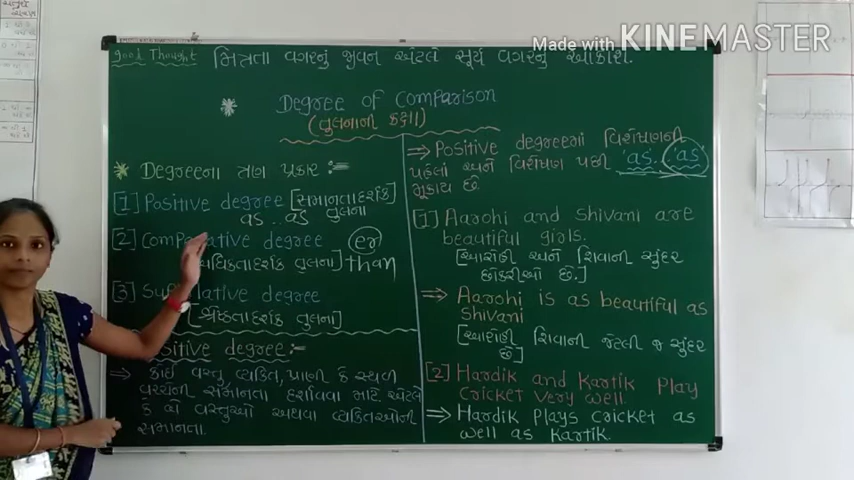 Made with KINEMASTER
good Thought મિત્રતા વગરનું જીવન એટલે સૂર્ય વગરનું આકાશ.
Degree of Comparison
(તુલનાની કક્ષા)
Degreeના ત્રણ પ્રકાર :=
[1] Positive degree [સમાનતાદર્શક
as .. as તુલના]
[2] Comparative degree (er)
તુલના] than
[3] Superlative degree
[શ્રેષ્ઠતાદર્શક તુલના]
Positive degree :-
⇒ કોઈ વસ્તુ, વ્યક્તિ, પ્રાણી કે સ્થળ
વચ્ચેની સમાનતા દર્શાવવા માટે એટલે
કે બે વસ્તુઓ અથવા વ્યક્તિઓની
સમાનતા.
⇒ Positive degreeમાં વિશેષણની
પહેલાં અને વિશેષણ પછી 'as'. 'as'
મૂકાય છે
[1] Aarohi and Shivani are
beautiful girls.
[આરોહી અને શિવાની સુંદર
છોકરીઓ છે.]
⇒ Aarohi is as beautiful as
Shivani
[આરોહી શિવાની જેટલી જ સુંદર
છે]
[2] Hardik and Kartik Play
Cricket very well.
⇒ Hardik Plays cricket as
well as Kartik.